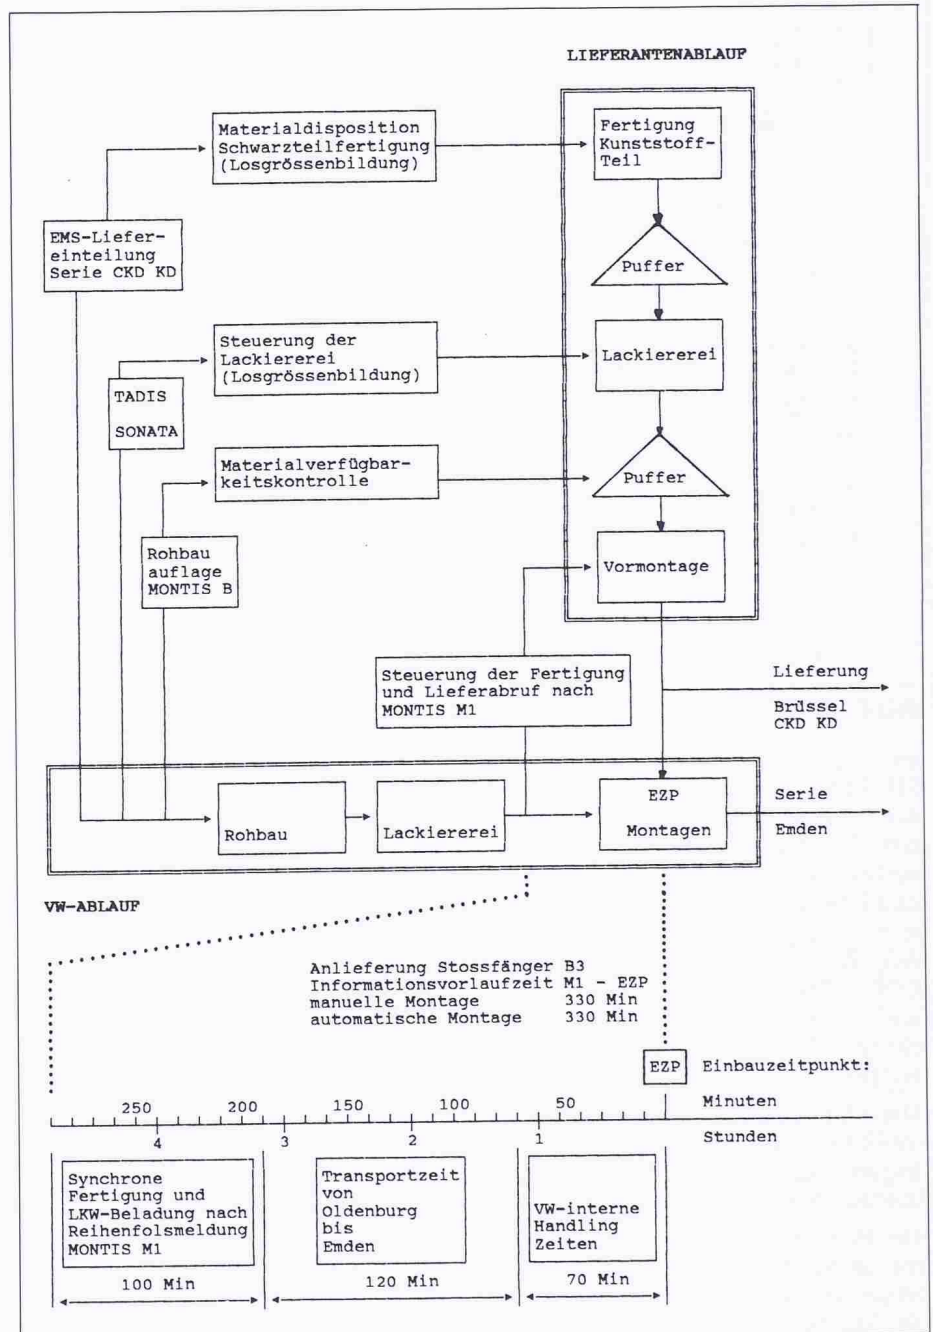 LIEFERANTENABLAUF
Materialdisposition
Schwarzteilfertigung
(Losgrössenbildung)
Fertigung
Kunststoff-
Teil
EMS-Liefer-
einteilung
Serie CKD KD
Puffer
Steuerung der
Lackiererei
(Losgrössenbildung)
Lackiererei
TADIS
SONATA
Materialverfügbar-
keitskontrolle
Puffer
Rohbau
auflage
MONTIS B
Vormontage
Steuerung der Fertigung
und Lieferabruf nach
MONTIS M1
Lieferung
Brüssel
CKD KD
Rohbau
Lackiererei
EZP
Montagen
Serie
Emden
VW-ABLAUF
Anlieferung Stossfänger B3
Informationsvorlaufzeit M1 - EZP
manuelle Montage 330 Min
automatische Montage 330 Min
EZP Einbauzeitpunkt:
250 200 150 100 50 Minuten
4 3 2 1 Stunden
Synchrone
Fertigung und
LKW-Beladung nach
Reihenfolsmeldung
MONTIS M1
Transportzeit
von
Oldenburg
bis
Emden
VW-interne
Handling
Zeiten
100 Min 120 Min 70 Min